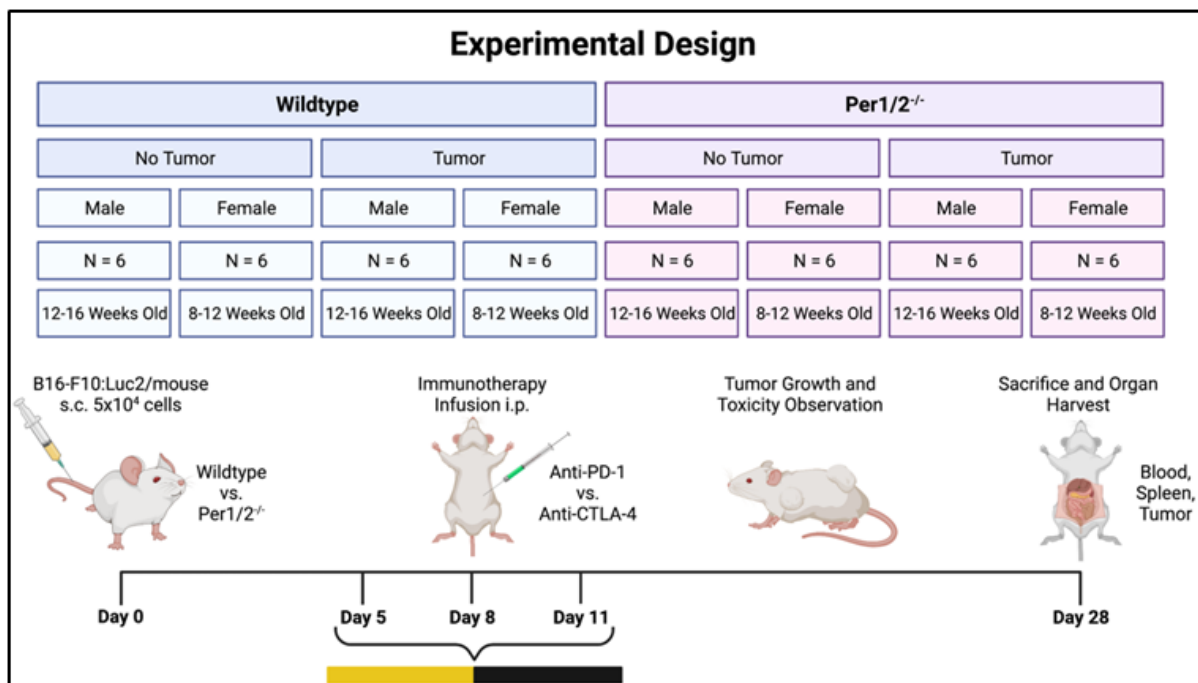 Experimental Design
Wildtype Per1/2⁻/⁻
No Tumor Tumor No Tumor Tumor
Male Female Male Female Male Female Male Female
N = 6 N = 6 N = 6 N = 6 N = 6 N = 6 N = 6 N = 6
12-16 Weeks Old 8-12 Weeks Old 12-16 Weeks Old 8-12 Weeks Old 12-16 Weeks Old 8-12 Weeks Old 12-16 Weeks Old 8-12 Weeks Old
B16-F10:Luc2/mouse
s.c. 5x10⁴ cells
Wildtype
vs.
Per1/2⁻/⁻
Immunotherapy
Infusion i.p.
Anti-PD-1
vs.
Anti-CTLA-4
Tumor Growth and
Toxicity Observation
Sacrifice and Organ
Harvest
Blood,
Spleen,
Tumor
Day 0 Day 5 Day 8 Day 11 Day 28